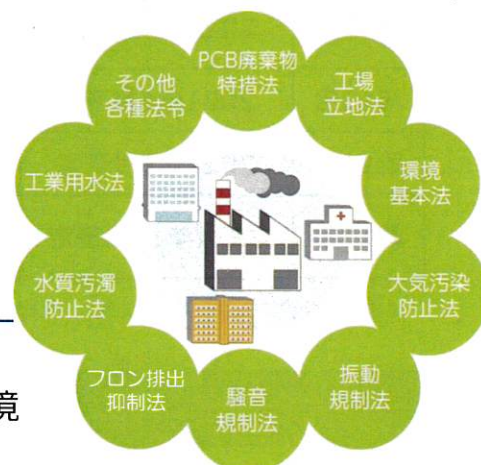 PCB廃棄物
特措法
工場
立地法
環境
基本法
大気汚染
防止法
振動
規制法
騒音
規制法
フロン排出
抑制法
水質汚濁
防止法
工業用水法
その他
各種法令
境